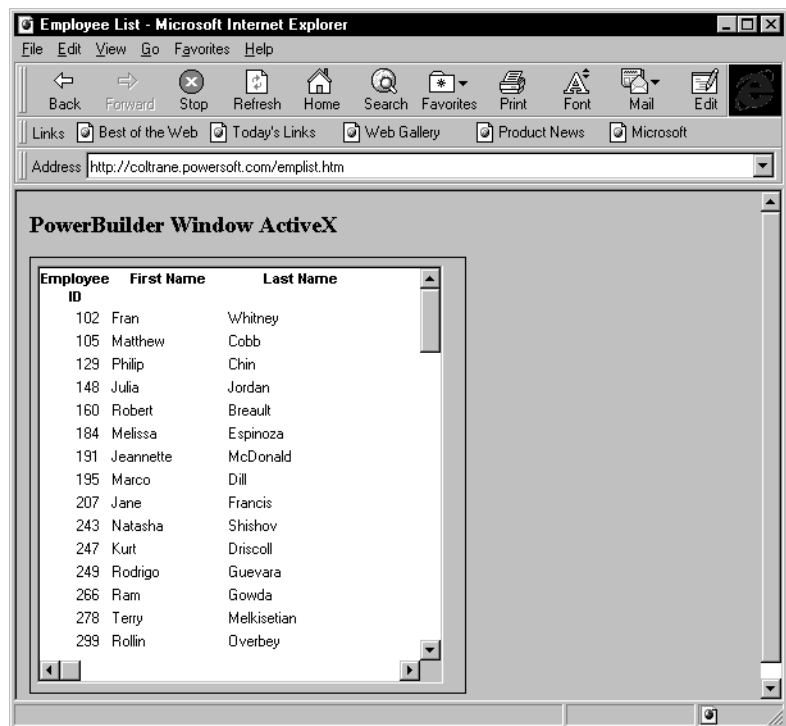 Employee List - Microsoft Internet Explorer
File Edit View Go Favorites Help
Back Forward Stop Refresh Home Search Favorites Print Font Mail Edit
Links Best of the Web Today's Links Web Gallery Product News Microsoft
Address http://coltrane.powersoft.com/emplist.htm
PowerBuilder Window ActiveX
Employee ID First Name Last Name
102 Fran Whitney
105 Matthew Cobb
129 Philip Chin
148 Julia Jordan
160 Robert Breault
184 Melissa Espinoza
191 Jeannette McDonald
195 Marco Dill
207 Jane Francis
243 Natasha Shishov
247 Kurt Driscoll
249 Rodrigo Guevara
266 Ram Gowda
278 Terry Melkisetian
299 Rollin Overbey